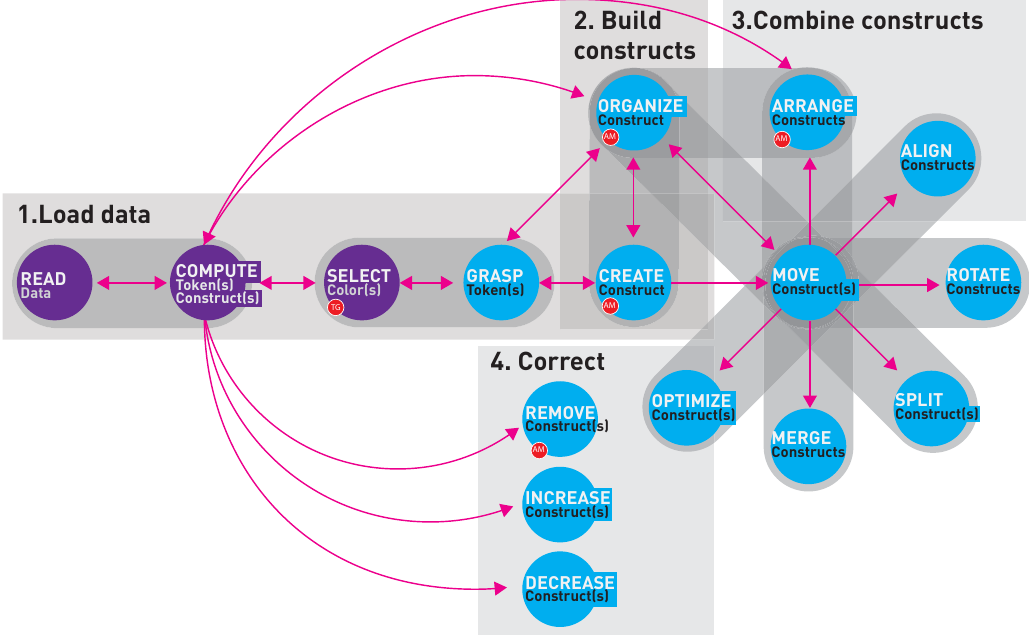 2. Build
constructs
3.Combine constructs
ORGANIZE
Construct
AM
ARRANGE
Constructs
AM
ALIGN
Constructs
1.Load data
READ
Data
COMPUTE
Token(s)
Construct(s)
SELECT
Color(s)
TG
GRASP
Token(s)
CREATE
Construct
AM
MOVE
Construct(s)
ROTATE
Constructs
4. Correct
REMOVE
Construct(s)
AM
OPTIMIZE
Construct(s)
MERGE
Constructs
SPLIT
Construct(s)
INCREASE
Construct(s)
DECREASE
Construct(s)